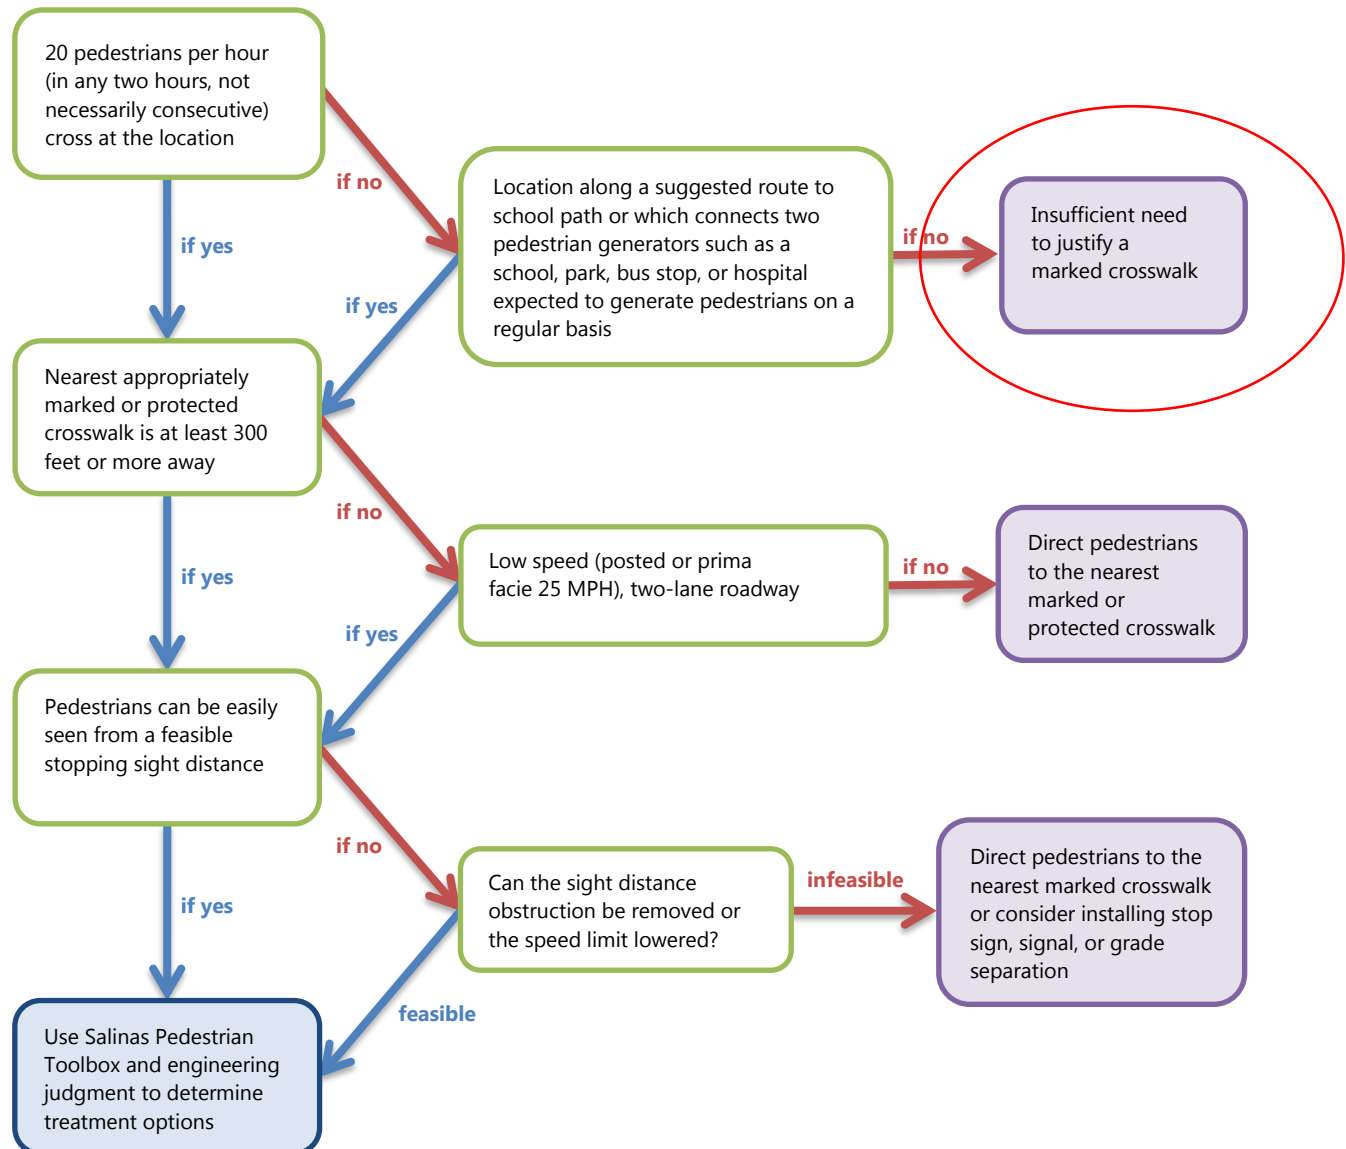 20 pedestrians per hour
(in any two hours, not
necessarily consecutive)
cross at the location
if no
if yes
Location along a suggested route to
school path or which connects two
pedestrian generators such as a
school, park, bus stop, or hospital
expected to generate pedestrians on a
regular basis
if no
Insufficient need
to justify a
marked crosswalk
if yes
Nearest appropriately
marked or protected
crosswalk is at least 300
feet or more away
if no
if yes
Low speed (posted or prima
facie 25 MPH), two-lane roadway
if no
Direct pedestrians
to the nearest
marked or
protected crosswalk
if yes
Pedestrians can be easily
seen from a feasible
stopping sight distance
if no
if yes
Can the sight distance
obstruction be removed or
the speed limit lowered?
infeasible
Direct pedestrians to the
nearest marked crosswalk
or consider installing stop
sign, signal, or grade
separation
feasible
Use Salinas Pedestrian
Toolbox and engineering
judgment to determine
treatment options